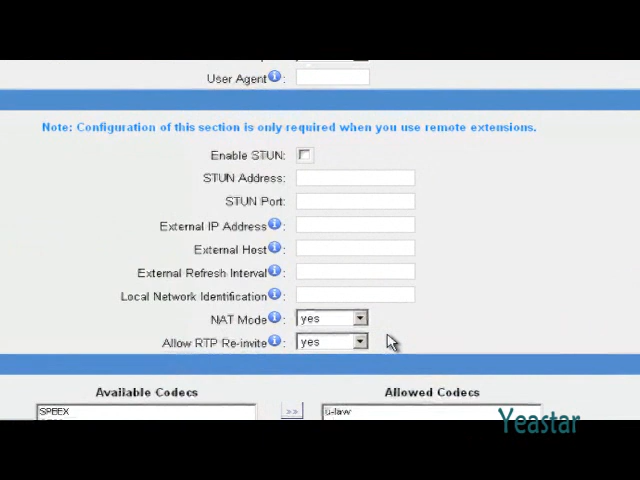 User Agent :
Note: Configuration of this section is only required when you use remote extensions.
Enable STUN:
STUN Address:
STUN Port:
External IP Address :
External Host :
External Refresh Interval :
Local Network Identification :
NAT Mode : yes
Allow RTP Re-invite : yes
Available Codecs Allowed Codecs
SPEEX >> u-law
Yeastar